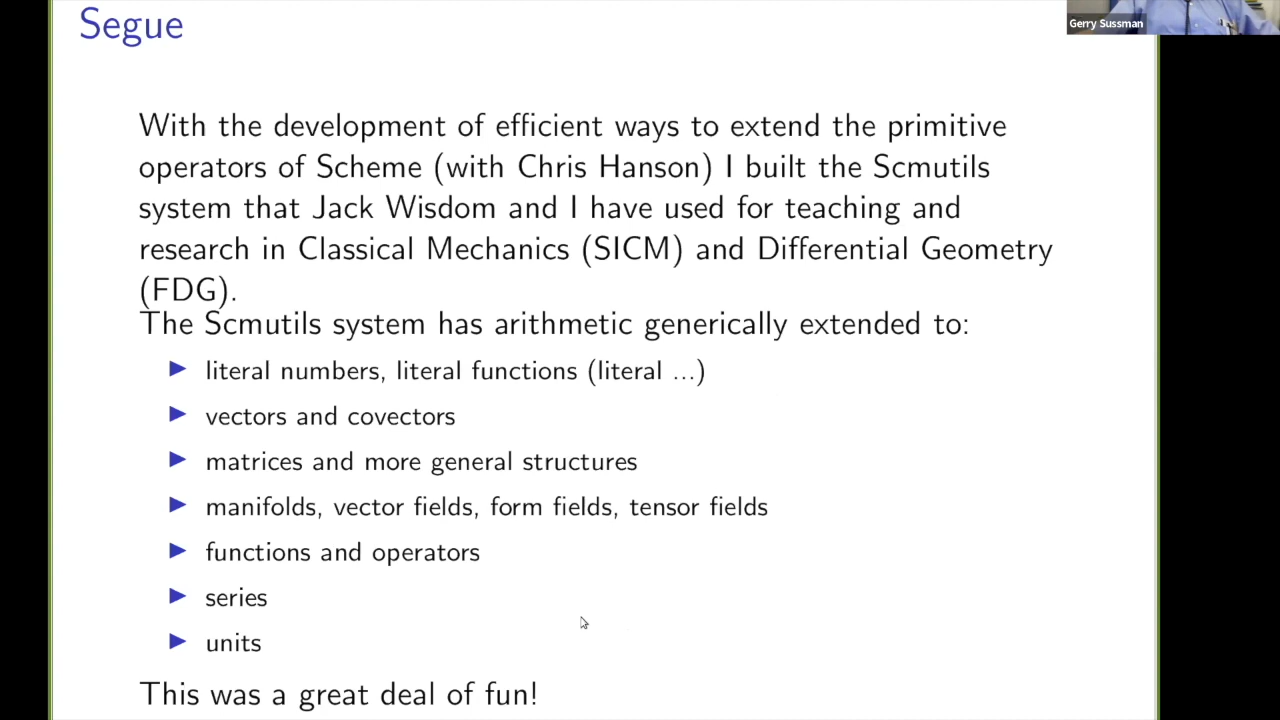 Segue
Gerry Sussman
With the development of efficient ways to extend the primitive
operators of Scheme (with Chris Hanson) I built the Scmutils
system that Jack Wisdom and I have used for teaching and
research in Classical Mechanics (SICM) and Differential Geometry
(FDG).
The Scmutils system has arithmetic generically extended to:
literal numbers, literal functions (literal ...)
vectors and covectors
matrices and more general structures
manifolds, vector fields, form fields, tensor fields
functions and operators
series
units
This was a great deal of fun!